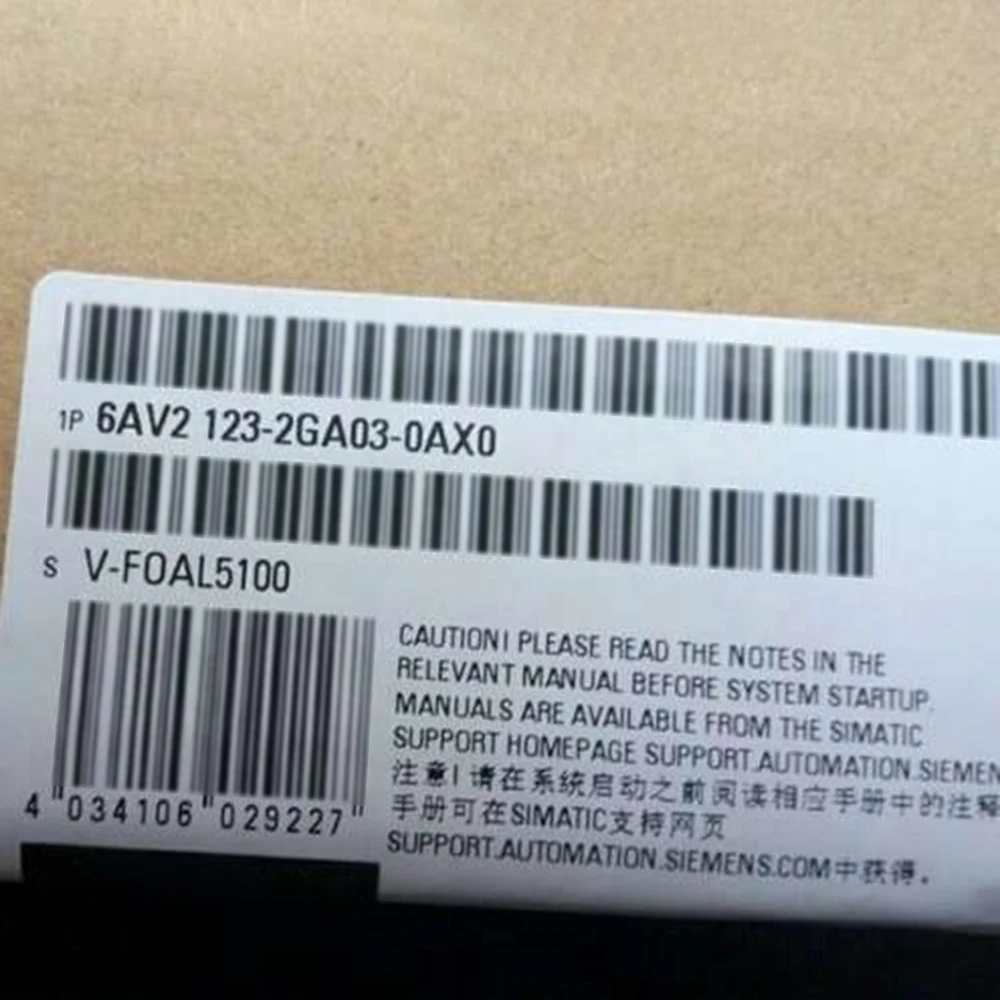 1P 6AV2 123-2GA03-0AX0
S V-FOAL5100
CAUTION! PLEASE READ THE NOTES IN THE
RELEVANT MANUAL BEFORE SYSTEM STARTUP.
MANUALS ARE AVAILABLE FROM THE SIMATIC
SUPPORT HOMEPAGE SUPPORT.AUTOMATION.SIEMEN
注意! 请在系统启动之前阅读相应手册中的注释
手册可在SIMATIC支持网页
SUPPORT.AUTOMATION.SIEMENS.COM中获得。
4 "034106"029227"